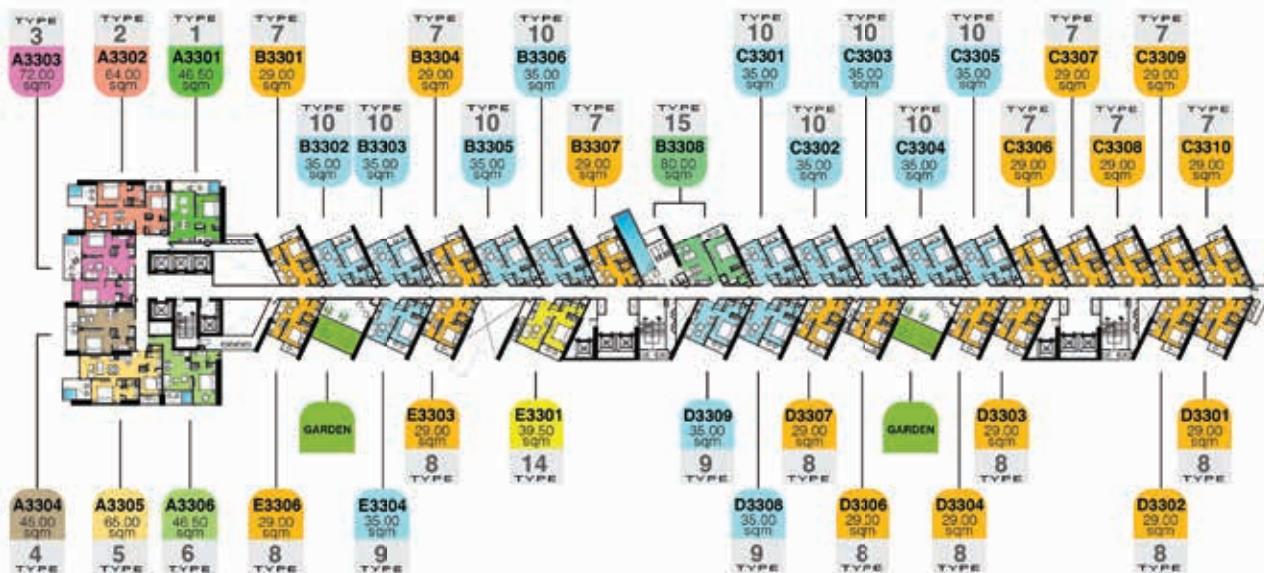 TYPE
3
A3303
72.00
sqm
TYPE
2
A3302
64.00
sqm
TYPE
1
A3301
46.50
sqm
TYPE
7
B3301
29.00
sqm
TYPE
7
B3304
29.00
sqm
TYPE
10
B3306
35.00
sqm
TYPE
10
C3301
35.00
sqm
TYPE
10
C3303
35.00
sqm
TYPE
10
C3305
35.00
sqm
TYPE
7
C3307
29.00
sqm
TYPE
7
C3309
29.00
sqm
TYPE
10
B3302
35.00
sqm
TYPE
10
B3303
35.00
sqm
TYPE
10
B3305
35.00
sqm
TYPE
7
B3307
29.00
sqm
TYPE
15
B3308
80.00
sqm
TYPE
10
C3302
35.00
sqm
TYPE
10
C3304
35.00
sqm
TYPE
7
C3306
29.00
sqm
TYPE
7
C3308
29.00
sqm
TYPE
7
C3310
29.00
sqm
GARDEN
E3303
29.00
sqm
8
TYPE
E3301
39.50
sqm
14
TYPE
D3309
35.00
sqm
9
TYPE
D3307
29.00
sqm
8
TYPE
GARDEN
D3303
29.00
sqm
8
TYPE
D3301
29.00
sqm
8
TYPE
A3304
45.00
sqm
4
TYPE
A3305
65.00
sqm
5
TYPE
A3306
46.50
sqm
6
TYPE
E3306
29.00
sqm
8
TYPE
E3304
35.00
sqm
9
TYPE
D3308
35.00
sqm
9
TYPE
D3306
29.00
sqm
8
TYPE
D3304
29.00
sqm
8
TYPE
D3302
29.00
sqm
8
TYPE